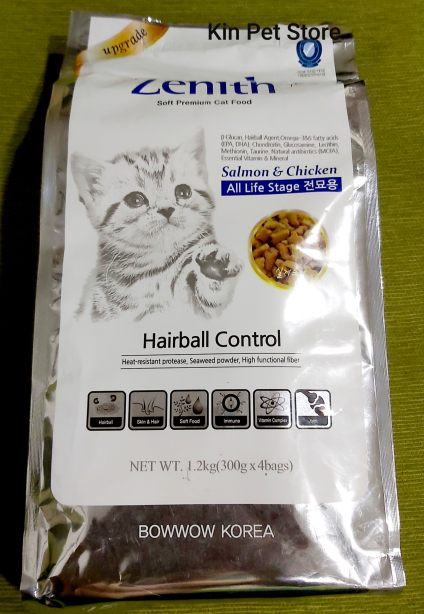 Kin Pet Store
upgrade
Zenith
Soft Premium Cat Food
β-Glucan, Hairball Agent, Omega-3&6 fatty acids
(EPA, DHA), Chondroitin, Glucosamine, Lecithin,
Methionin, Taurine, Natural antibiotics (MCFA),
Essential Vitamin & Mineral
Salmon & Chicken
All Life Stage 전묘용
Hairball Control
Heat-resistant protease, Seaweed powder, High functional fiber
Hairball
Skin & Hair
Soft Food
Immune
Vitamin Complex
NET WT. 1.2kg(300g x 4bags)
BOWWOW KOREA